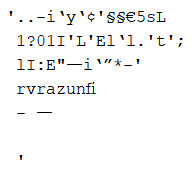 '..-i‘y‘¢'§§€5sL
1?01I'L'El‘l.'t';
lI:E"—i‘”*-'
rvrazunfi
- —
'